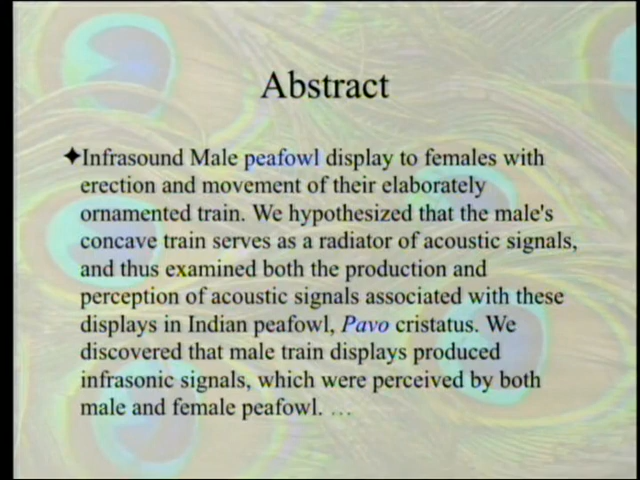 Abstract
✦Infrasound Male peafowl display to females with
erection and movement of their elaborately
ornamented train. We hypothesized that the male's
concave train serves as a radiator of acoustic signals,
and thus examined both the production and
perception of acoustic signals associated with these
displays in Indian peafowl, Pavo cristatus. We
discovered that male train displays produced
infrasonic signals, which were perceived by both
male and female peafowl. …